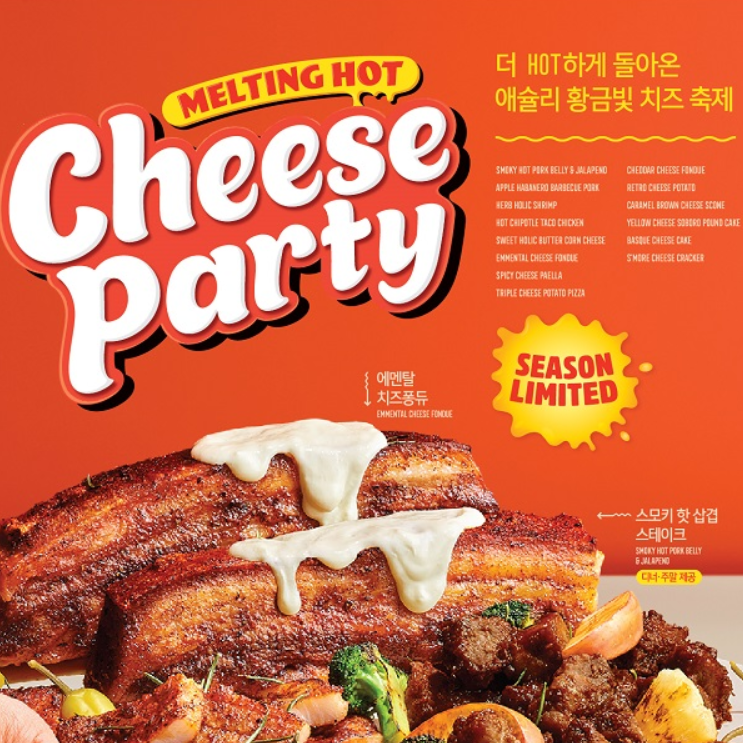 MELTING HOT
Cheese
party
더 HOT하게 돌아온
애슐리 황금빛 치즈 축제
SMOKY HOT PORK BELLY & JALAPENO
APPLE HABANERO BARBECUE PORK
HERB HOLIC SHRIMP
HOT CHIPOTLE TACO CHICKEN
SWEET HOLIC BUTTER CORN CHEESE
EMMENTAL CHEESE FONDUE
SPICY CHEESE PAELLA
TRIPLE CHEESE POTATO PIZZA
CHEDDAR CHEESE FONDUE
RETRO CHEESE POTATO
CARAMEL BROWN CHEESE SCONE
YELLOW CHEESE SOBORO POUND CAKE
BASQUE CHEESE CAKE
S'MORE CHEESE CRACKER
SEASON
LIMITED
에멘탈
치즈퐁듀
EMMENTAL CHEESE FONDUE
스모키 핫 삽겹
스테이크
SMOKY HOT PORK BELLY
& JALAPENO
디너·주말 제공